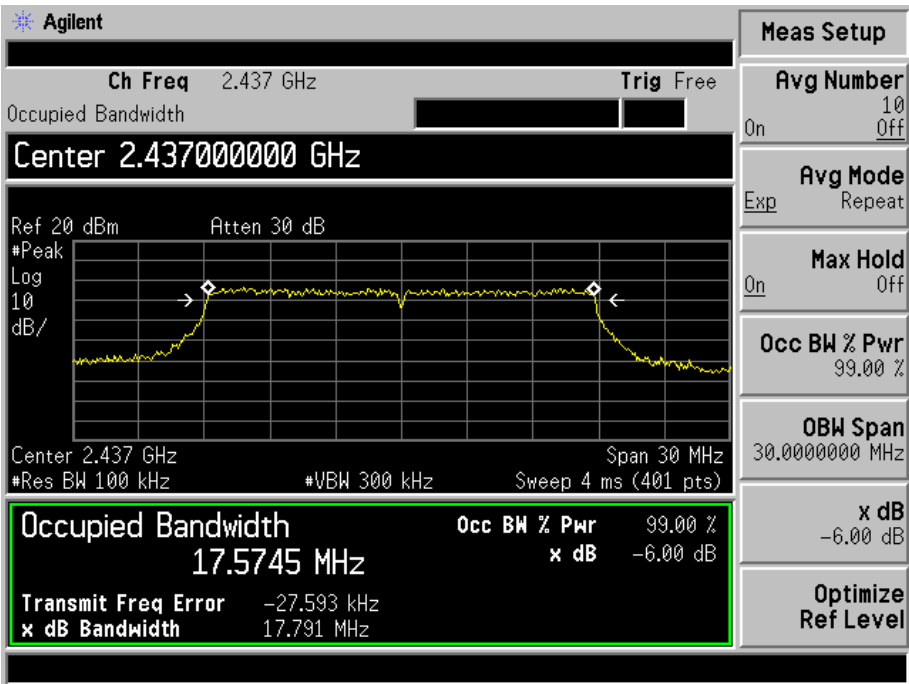 Agilent
Ch Freq 2.437 GHz Trig Free
Occupied Bandwidth
Center 2.437000000 GHz
Ref 20 dBm Atten 30 dB
#Peak
Log
10
dB/
Center 2.437 GHz Span 30 MHz
#Res BW 100 kHz #VBW 300 kHz Sweep 4 ms (401 pts)
Occupied Bandwidth
17.5745 MHz
Occ BW % Pwr 99.00 %
x dB -6.00 dB
Transmit Freq Error -27.593 kHz
x dB Bandwidth 17.791 MHz
Meas Setup
Avg Number
10
On Off
Avg Mode
Exp Repeat
Max Hold
On Off
Occ BW % Pwr
99.00 %
OBW Span
30.0000000 MHz
x dB
-6.00 dB
Optimize
Ref Level